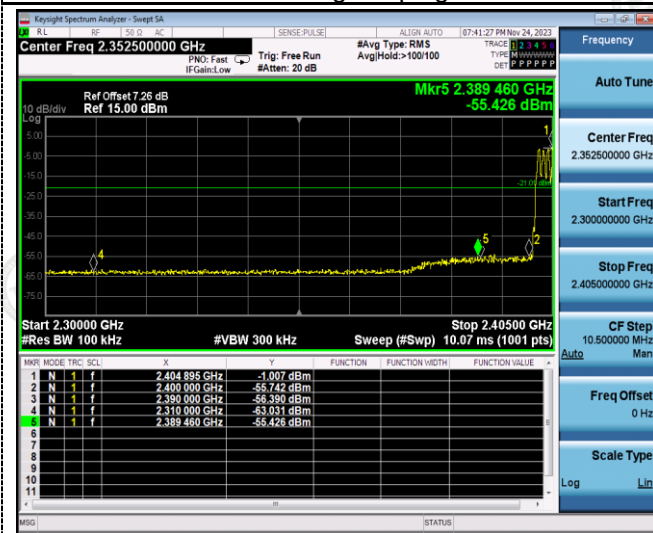 Keysight Spectrum Analyzer - Swept SA
RL RF 50 Ω AC SENSE:PULSE ALIGN AUTO 07:41:27 PM Nov 24, 2023
Center Freq 2.352500000 GHz
PNO: Fast
IFGain:Low
Trig: Free Run
#Atten: 20 dB
#Avg Type: RMS
Avg|Hold:>100/100
TRACE 1 2 3 4 5 6
TYPE M W W W W W
DET P P P P P P
Ref Offset 7.26 dB
10 dB/div Ref 15.00 dBm
Log
Mkr5 2.389 460 GHz
-55.426 dBm
5.00
-5.00
-15.0
-25.0
-35.0
-45.0
-55.0
-65.0
-75.0
1
2
4
5
Start 2.30000 GHz Stop 2.40500 GHz
#Res BW 100 kHz #VBW 300 kHz Sweep (#Swp) 10.07 ms (1001 pts)
MKR MODE TRC SCL X Y FUNCTION FUNCTION WIDTH FUNCTION VALUE
1 N 1 f 2.404 895 GHz -1.007 dBm
2 N 1 f 2.400 000 GHz -55.742 dBm
3 N 1 f 2.390 000 GHz -56.390 dBm
4 N 1 f 2.310 000 GHz -63.031 dBm
5 N 1 f 2.389 460 GHz -55.426 dBm
6
7
8
9
10
11
MSG STATUS
Frequency
Auto Tune
Center Freq
2.352500000 GHz
Start Freq
2.300000000 GHz
Stop Freq
2.405000000 GHz
CF Step
10.500000 MHz
Auto Man
Freq Offset
0 Hz
Scale Type
Log Lin